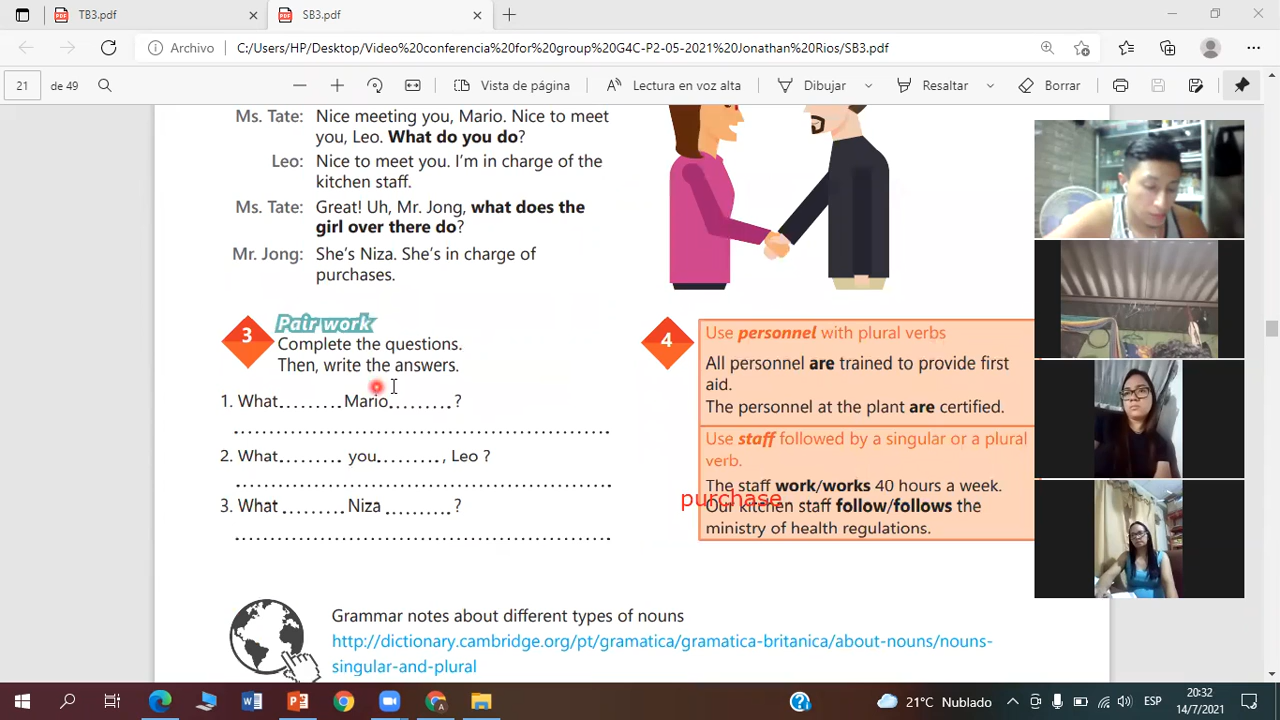 TB3.pdf
SB3.pdf
Archivo
C:/Users/HP/Desktop/Video%20conferencia%20for%20group%20G4C-P2-05-2021%20Jonathan%20Rios/SB3.pdf
21 de 49
Vista de página
Lectura en voz alta
Dibujar
Resaltar
Borrar
Ms. Tate: Nice meeting you, Mario. Nice to meet
you, Leo. What do you do?
Leo: Nice to meet you. I'm in charge of the
kitchen staff.
Ms. Tate: Great! Uh, Mr. Jong, what does the
girl over there do?
Mr. Jong: She's Niza. She's in charge of
purchases.
3
Pair work
Complete the questions.
Then, write the answers.
1. What......... Mario......... ?
2. What......... you......... , Leo ?
3. What ......... Niza ......... ?
4
Use personnel with plural verbs
All personnel are trained to provide first
aid.
The personnel at the plant are certified.
Use staff followed by a singular or a plural
verb.
The staff work/works 40 hours a week.
purchase
Our kitchen staff follow/follows the
ministry of health regulations.
Grammar notes about different types of nouns
http://dictionary.cambridge.org/pt/gramatica/gramatica-britanica/about-nouns/nouns-
singular-and-plural
21°C Nublado
ESP
20:32
14/7/2021